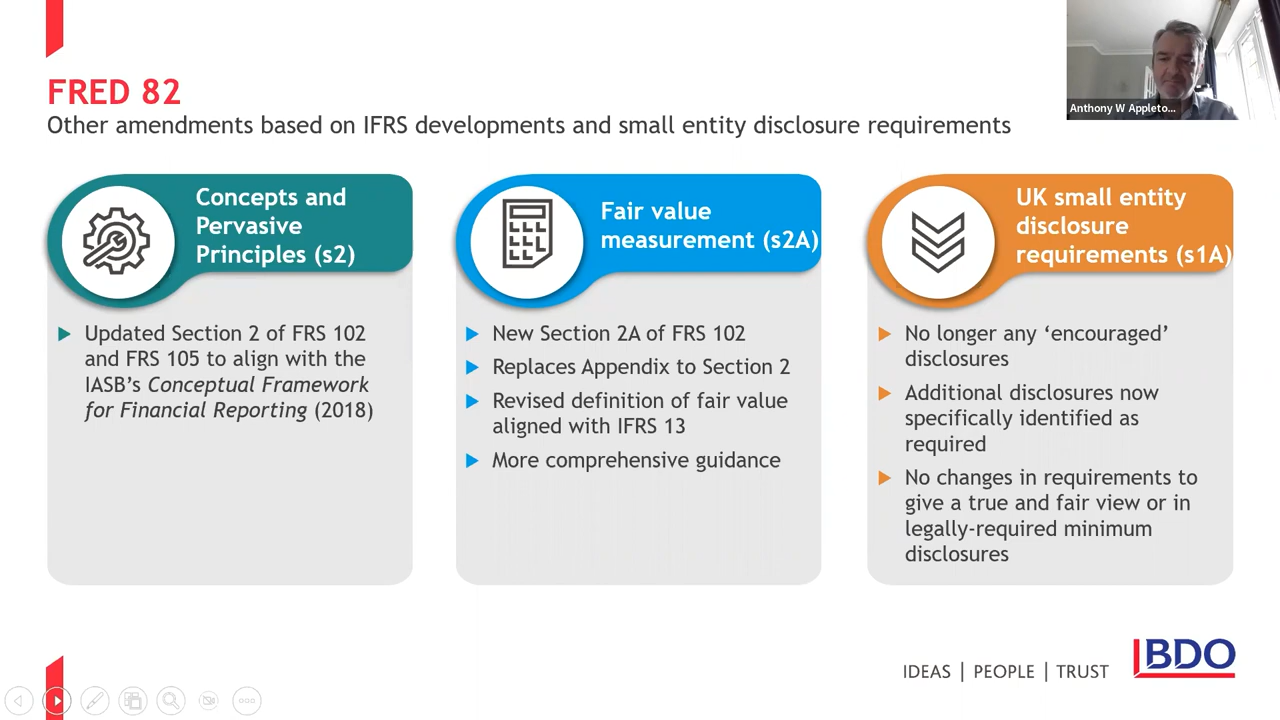 FRED 82
Other amendments based on IFRS developments and small entity disclosure requirements
Anthony W Appleto...
Concepts and
Pervasive
Principles (s2)
Updated Section 2 of FRS 102
and FRS 105 to align with the
IASB’s Conceptual Framework
for Financial Reporting (2018)
Fair value
measurement (s2A)
New Section 2A of FRS 102
Replaces Appendix to Section 2
Revised definition of fair value
aligned with IFRS 13
More comprehensive guidance
UK small entity
disclosure
requirements (s1A)
No longer any ‘encouraged’
disclosures
Additional disclosures now
specifically identified as
required
No changes in requirements to
give a true and fair view or in
legally-required minimum
disclosures
IDEAS | PEOPLE | TRUST
BDO